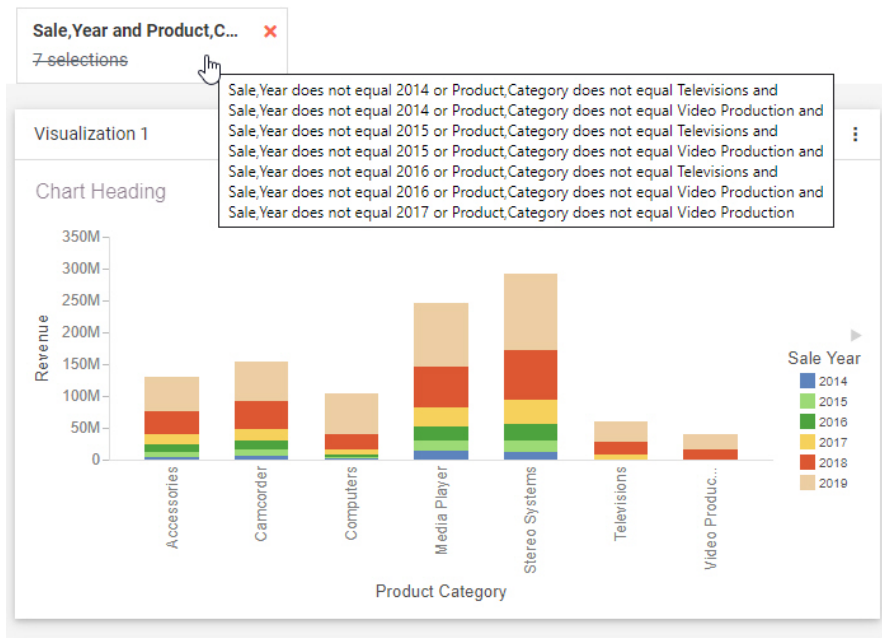 Sale,Year and Product,C...
7 selections
Sale,Year does not equal 2014 or Product,Category does not equal Televisions and
Sale,Year does not equal 2014 or Product,Category does not equal Video Production and
Sale,Year does not equal 2015 or Product,Category does not equal Televisions and
Sale,Year does not equal 2015 or Product,Category does not equal Video Production and
Sale,Year does not equal 2016 or Product,Category does not equal Televisions and
Sale,Year does not equal 2016 or Product,Category does not equal Video Production and
Sale,Year does not equal 2017 or Product,Category does not equal Video Production
Visualization 1
Chart Heading
Revenue
350M
300M
250M
200M
150M
100M
50M
0
Accessories
Camcorder
Computers
Media Player
Stereo Systems
Televisions
Video Produc...
Product Category
Sale Year
2014
2015
2016
2017
2018
2019